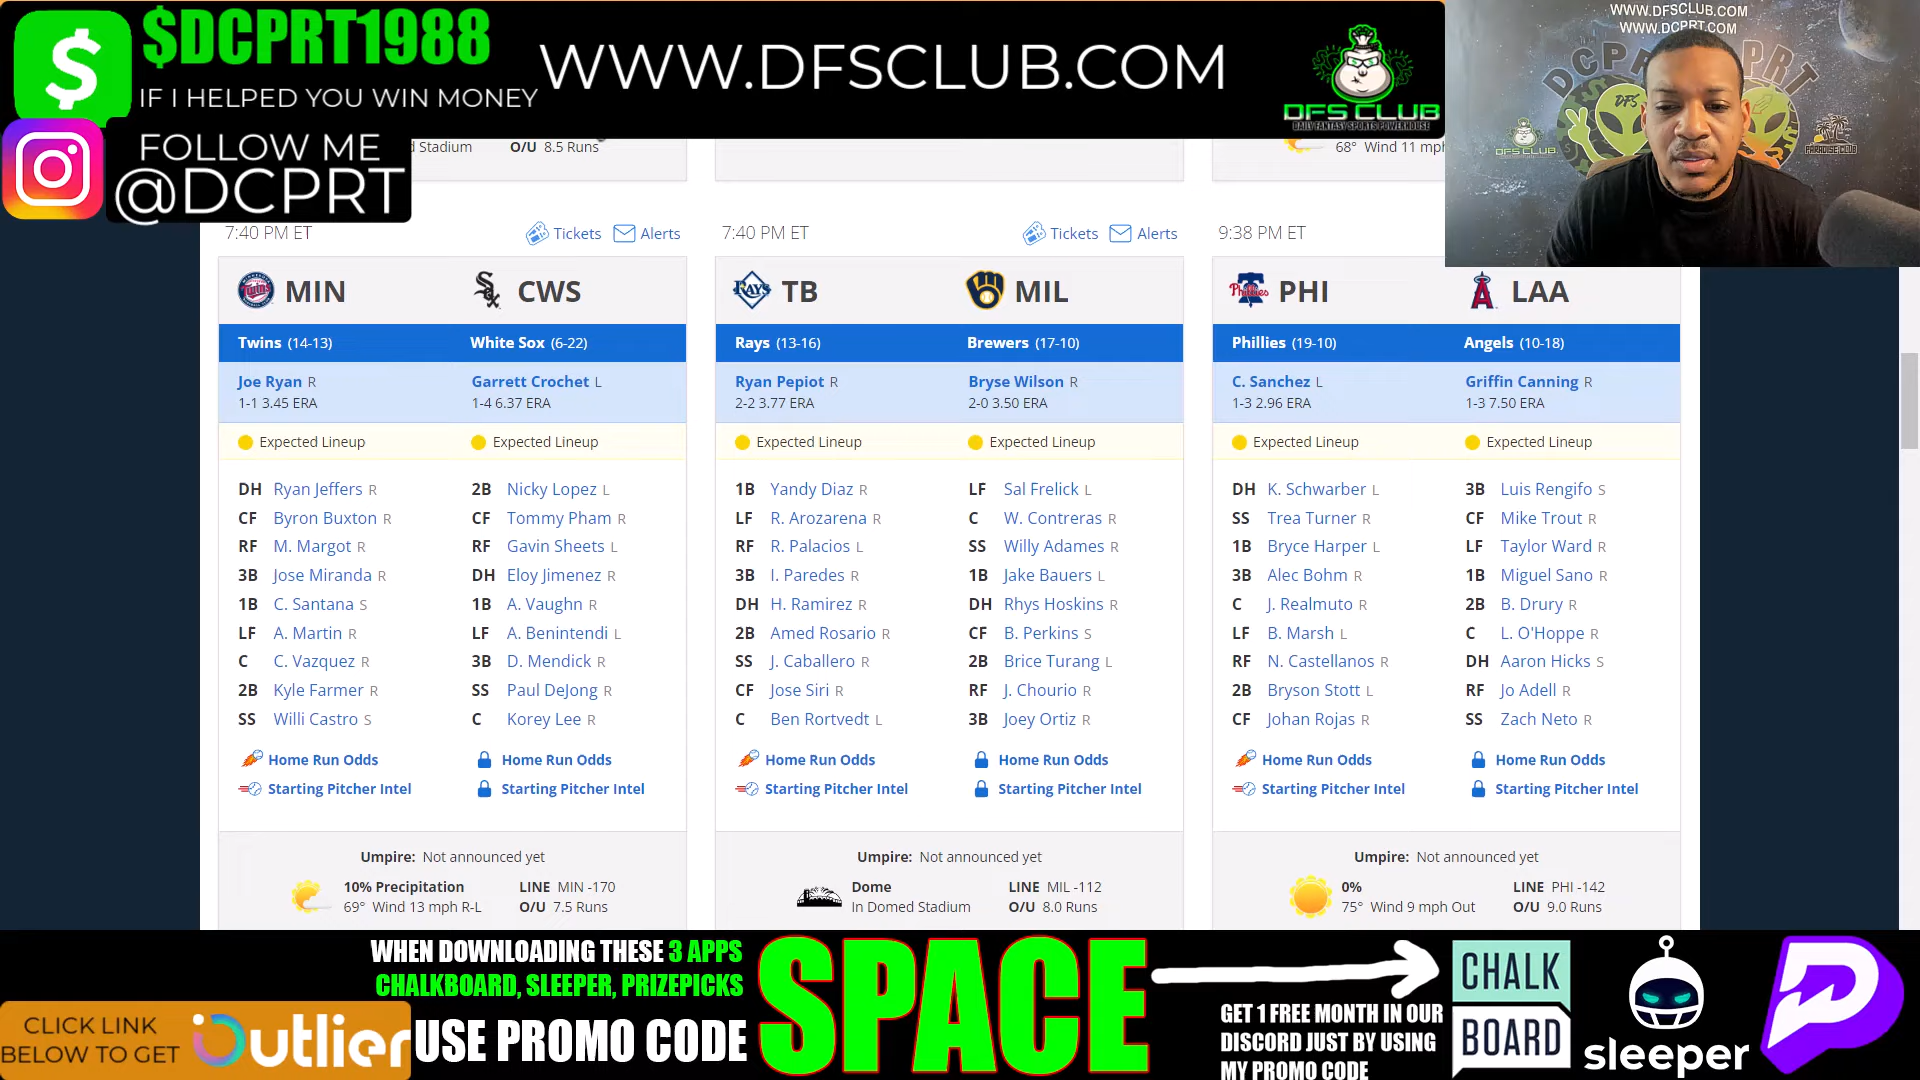 $DCPRT1988
IF I HELPED YOU WIN MONEY
WWW.DFSCLUB.COM
DFS CLUB
DAILY FANTASY SPORTS POWERHOUSE
WWW.DFSCLUB.COM
WWW.DCPRT.COM
FOLLOW ME
@DCPRT
d Stadium O/U 8.5 Runs
68° Wind 11 mph
7:40 PM ET Tickets Alerts
MIN CWS
Twins (14-13) White Sox (6-22)
Joe Ryan R Garrett Crochet L
1-1 3.45 ERA 1-4 6.37 ERA
Expected Lineup Expected Lineup
DH Ryan Jeffers R 2B Nicky Lopez L
CF Byron Buxton R CF Tommy Pham R
RF M. Margot R RF Gavin Sheets L
3B Jose Miranda R DH Eloy Jimenez R
1B C. Santana S 1B A. Vaughn R
LF A. Martin R LF A. Benintendi L
C C. Vazquez R 3B D. Mendick R
2B Kyle Farmer R SS Paul DeJong R
SS Willi Castro S C Korey Lee R
Home Run Odds Home Run Odds
Starting Pitcher Intel Starting Pitcher Intel
Umpire: Not announced yet
10% Precipitation LINE MIN -170
69° Wind 13 mph R-L O/U 7.5 Runs
7:40 PM ET Tickets Alerts
TB MIL
Rays (13-16) Brewers (17-10)
Ryan Pepiot R Bryse Wilson R
2-2 3.77 ERA 2-0 3.50 ERA
Expected Lineup Expected Lineup
1B Yandy Diaz R LF Sal Frelick L
LF R. Arozarena R C W. Contreras R
RF R. Palacios L SS Willy Adames R
3B I. Paredes R 1B Jake Bauers L
DH H. Ramirez R DH Rhys Hoskins R
2B Amed Rosario R CF B. Perkins S
SS J. Caballero R 2B Brice Turang L
CF Jose Siri R RF J. Chourio R
C Ben Rortvedt L 3B Joey Ortiz R
Home Run Odds Home Run Odds
Starting Pitcher Intel Starting Pitcher Intel
Umpire: Not announced yet
Dome LINE MIL -112
In Domed Stadium O/U 8.0 Runs
9:38 PM ET
PHI LAA
Phillies (19-10) Angels (10-18)
C. Sanchez L Griffin Canning R
1-3 2.96 ERA 1-3 7.50 ERA
Expected Lineup Expected Lineup
DH K. Schwarber L 3B Luis Rengifo S
SS Trea Turner R CF Mike Trout R
1B Bryce Harper L LF Taylor Ward R
3B Alec Bohm R 1B Miguel Sano R
C J. Realmuto R 2B B. Drury R
LF B. Marsh L C L. O'Hoppe R
RF N. Castellanos R DH Aaron Hicks S
2B Bryson Stott L RF Jo Adell R
CF Johan Rojas R SS Zach Neto R
Home Run Odds Home Run Odds
Starting Pitcher Intel Starting Pitcher Intel
Umpire: Not announced yet
0% LINE PHI -142
75° Wind 9 mph Out O/U 9.0 Runs
WHEN DOWNLOADING THESE 3 APPS
CHALKBOARD, SLEEPER, PRIZEPICKS
USE PROMO CODE
SPACE
CLICK LINK
BELOW TO GET
Outlier
GET 1 FREE MONTH IN OUR
DISCORD JUST BY USING
MY PROMO CODE
CHALK
BOARD
sleeper